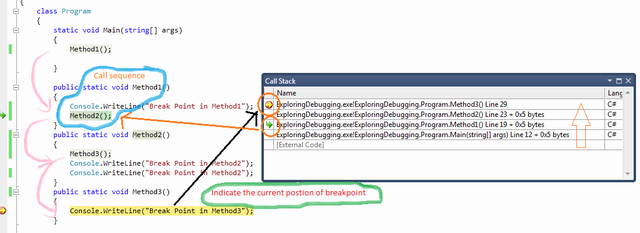 {
class Program
{
static void Main(string[] args)
{
Method1();
}
Call sequence
public static void Method1()
{
Console.WriteLine("Break Point in Method1");
Method2();
}
public static void Method2()
{
Method3();
Console.WriteLine("Break Point in Method2");
Console.WriteLine("Break Point in Method2");
}
public static void Method3()
{
Indicate the current postion of breakpoint
Console.WriteLine("Break Point in Method3");
Call Stack
Name Lang
ExploringDebugging.exe!ExploringDebugging.Program.Method3() Line 29 C#
ExploringDebugging.exe!ExploringDebugging.Program.Method2() Line 23 + 0x5 bytes C#
ExploringDebugging.exe!ExploringDebugging.Program.Method1() Line 19 + 0x5 bytes C#
ExploringDebugging.exe!ExploringDebugging.Program.Main(string[] args) Line 12 + 0x5 bytes C#
[External Code]